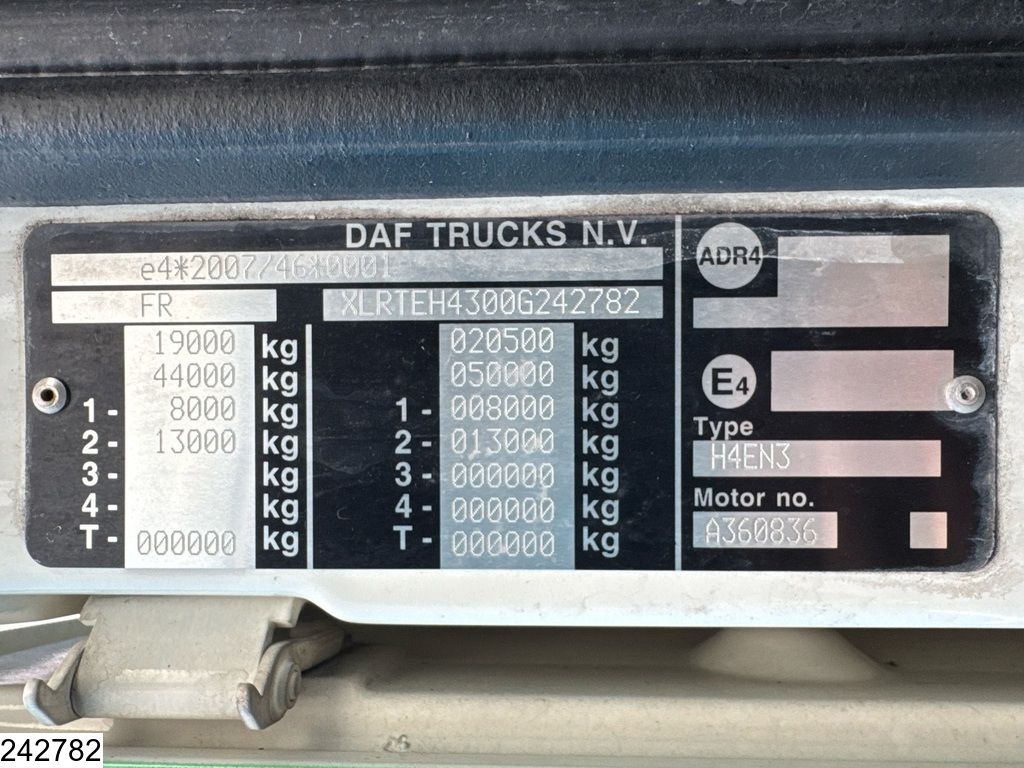 DAF TRUCKS N.V.
e4*2007/46*0001
FR XLRTEH4300G242782
19000 kg 020500 kg
44000 kg 050000 kg
1- 8000 kg 1- 008000 kg
2- 13000 kg 2- 013000 kg
3- kg 3- 000000 kg
4- kg 4- 000000 kg
T- 000000 kg T- 000000 kg
ADR4
E4
Type
H4EN3
Motor no.
A360836
26
242782